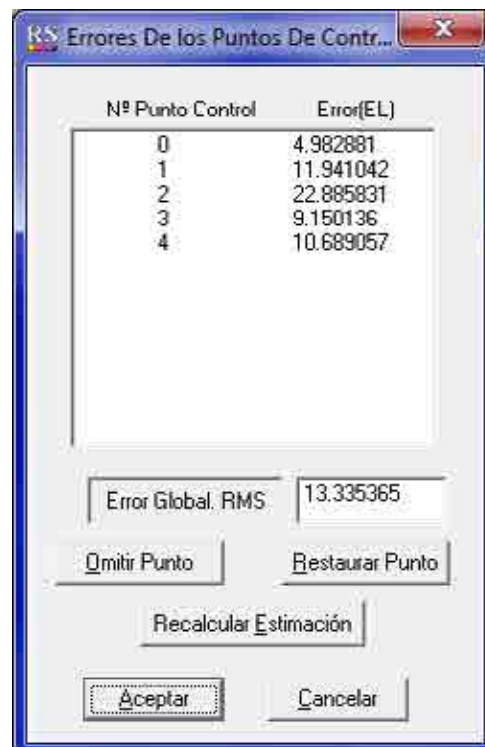 RS Errores De los Puntos De Contr...
Nº Punto Control Error(EL)
0 4.982881
1 11.941042
2 22.885831
3 9.150136
4 10.689057
Error Global. RMS 13.335365
Omitir Punto Restaurar Punto
Recalcular Estimación
Aceptar Cancelar